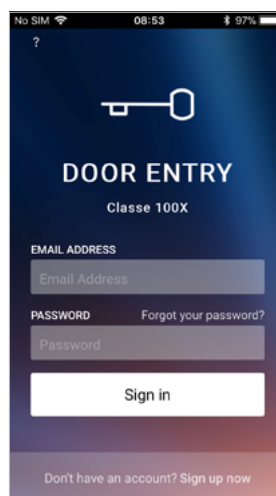 No SIM 08:53 97%
?
DOOR ENTRY
Classe 100X
EMAIL ADDRESS
Email Address
PASSWORD Forgot your password?
Password
Sign in
Don't have an account? Sign up now